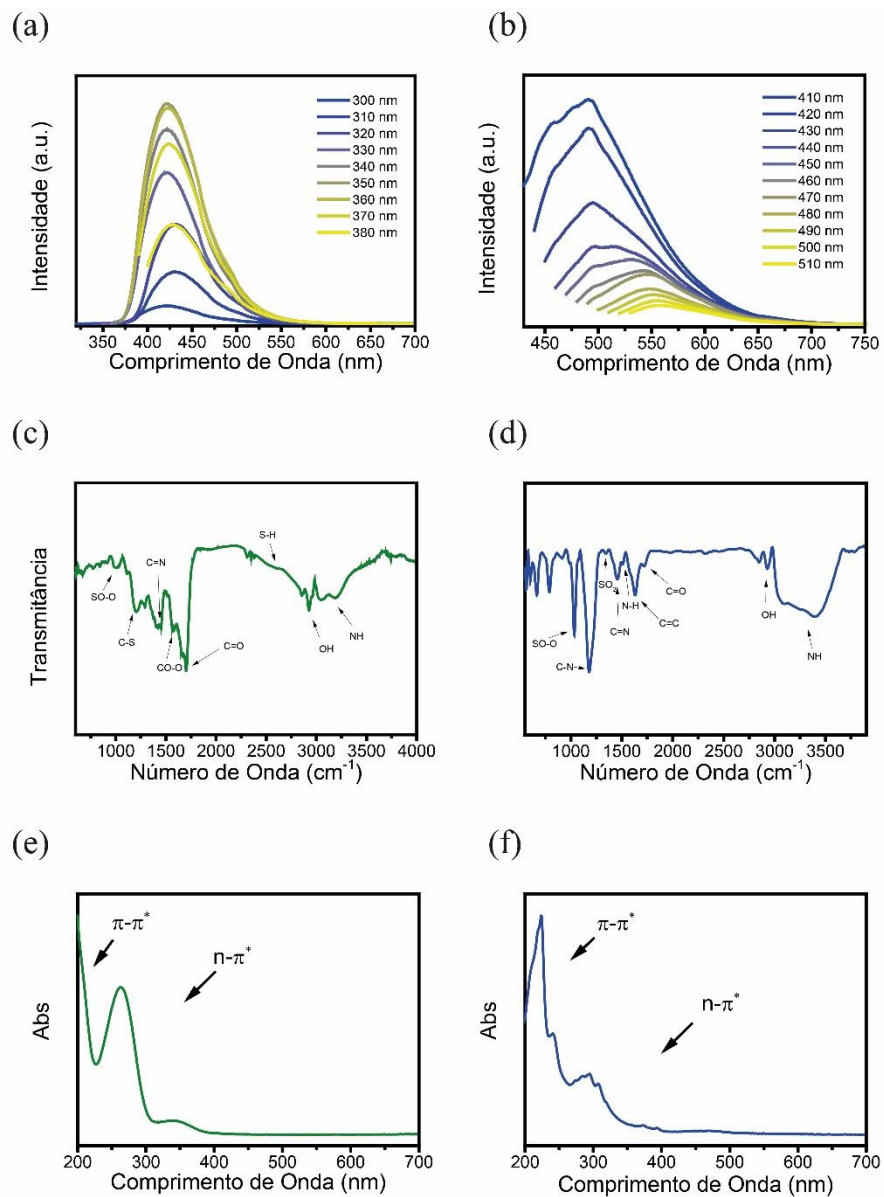 (a)
(b)
Intensidade (a.u.)
300 nm
310 nm
320 nm
330 nm
340 nm
350 nm
360 nm
370 nm
380 nm
350 400 450 500 550 600 650 700
Comprimento de Onda (nm)
Intensidade (a.u.)
410 nm
420 nm
430 nm
440 nm
450 nm
460 nm
470 nm
480 nm
490 nm
500 nm
510 nm
450 500 550 600 650 700 750
Comprimento de Onda (nm)
(c)
(d)
Transmitância
SO-O
C-S
C=N
CO-O
C=O
S-H
OH
NH
1000 1500 2000 2500 3000 3500 4000
Número de Onda (cm⁻¹)
SO-O
C-N-
SO
C=N
N-H
C=C
C=O
OH
NH
1000 1500 2000 2500 3000 3500
Número de Onda (cm⁻¹)
(e)
(f)
Abs
π-π*
n-π*
200 300 400 500 600 700
Comprimento de Onda (nm)
Abs
π-π*
n-π*
200 250 300 350 400 450 500 550 600 650 700
Comprimento de Onda (nm)